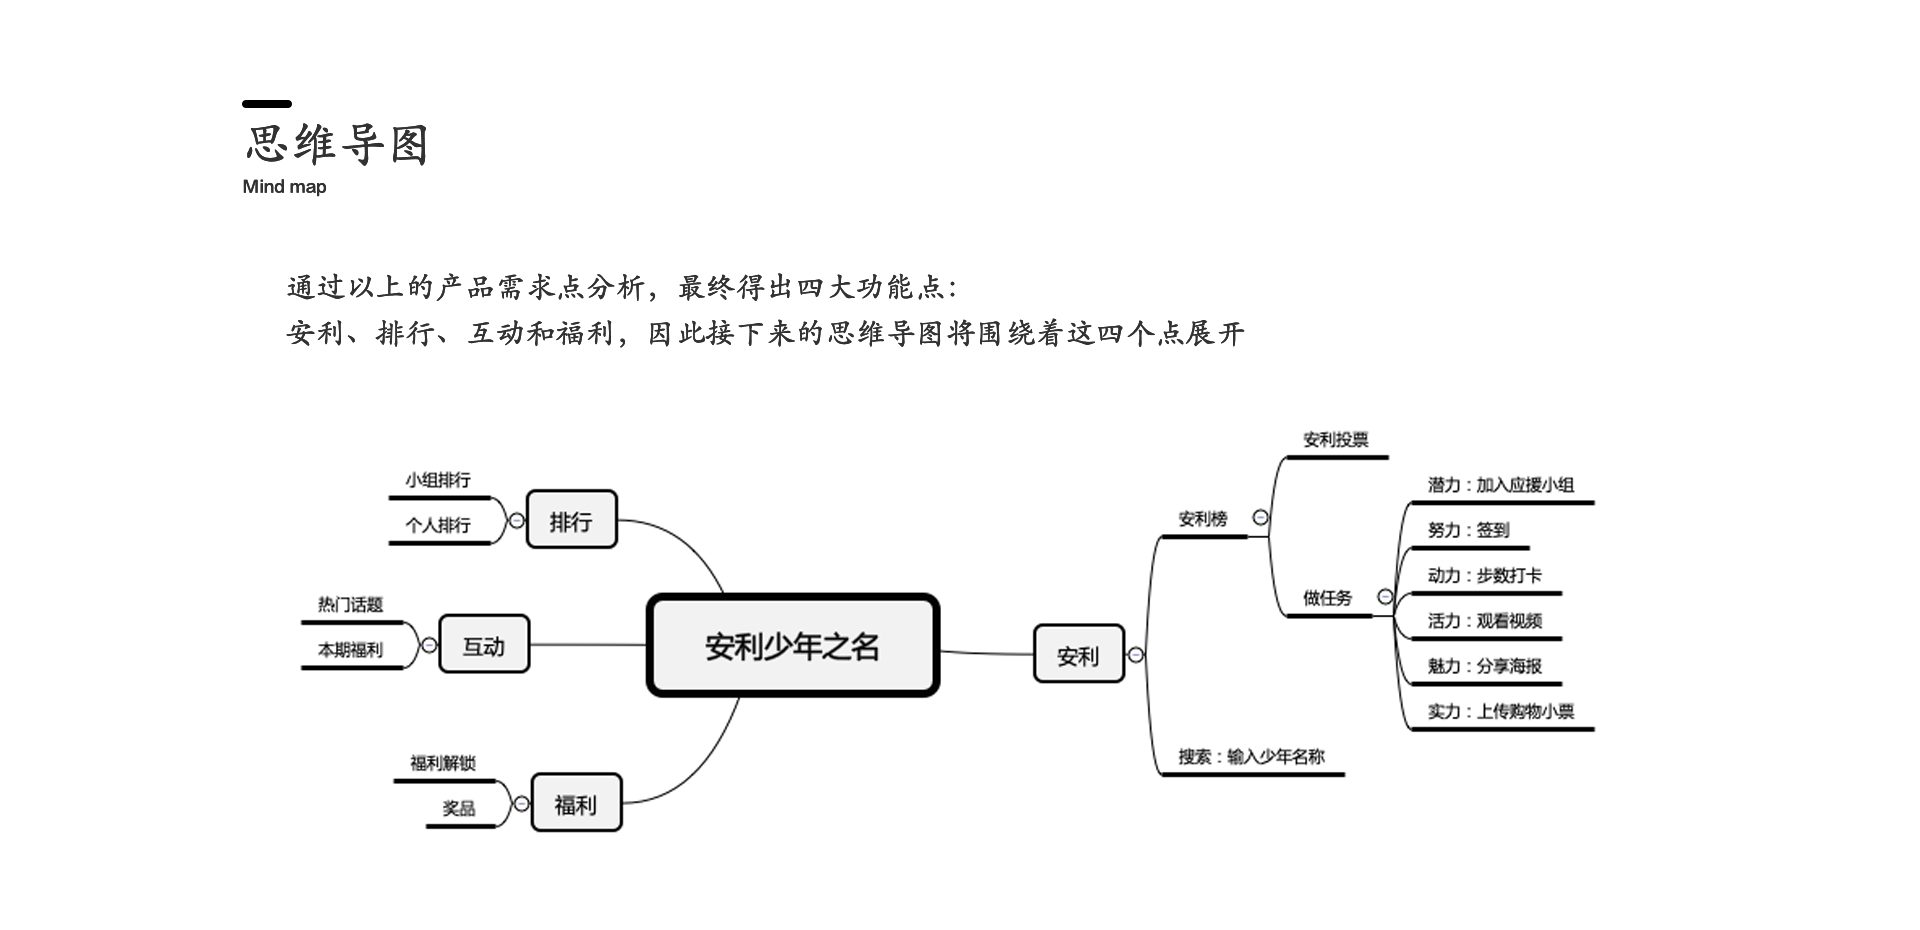 思维导图
Mind map
通过以上的产品需求点分析，最终得出四大功能点：
安利、排行、互动和福利，因此接下来的思维导图将围绕着这四个点展开
小组排行
个人排行
排行
热门话题
本期福利
互动
福利解锁
奖品
福利
安利少年之名
安利
安利榜
安利投票
做任务
潜力：加入应援小组
努力：签到
动力：步数打卡
活力：观看视频
魅力：分享海报
实力：上传购物小票
搜索：输入少年名称